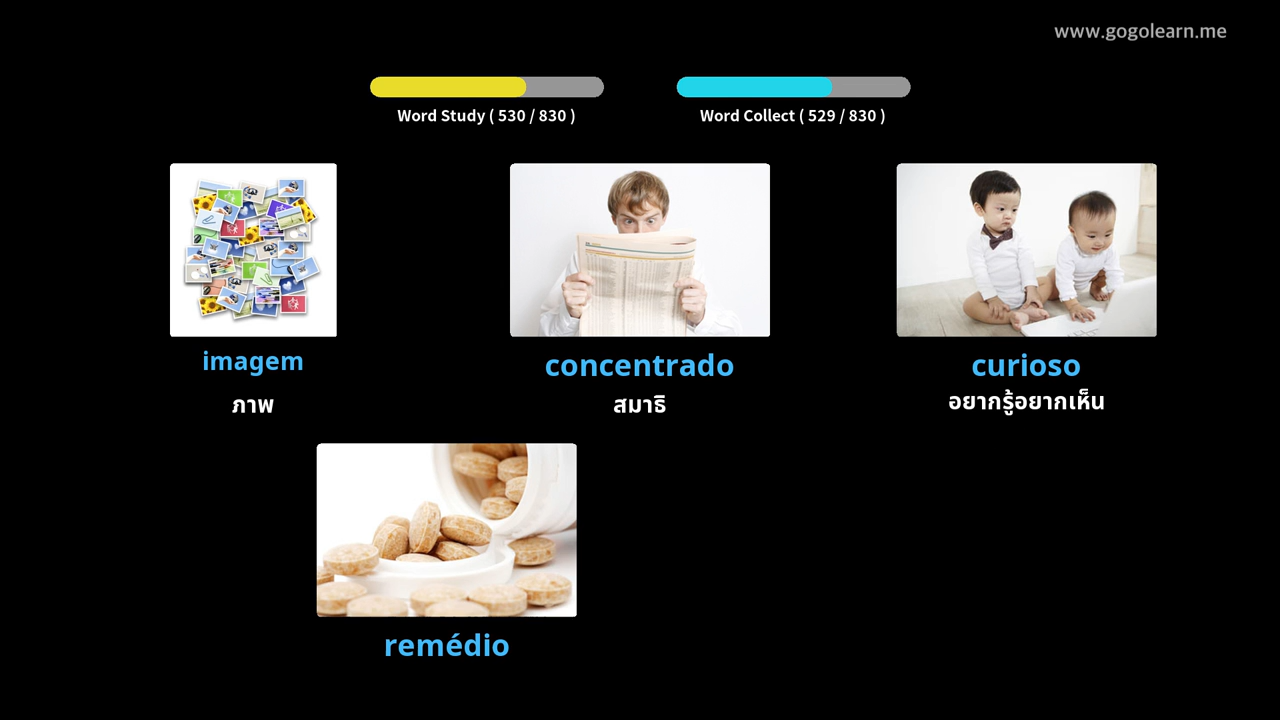 www.gogolearn.me
Word Study ( 530 / 830 )
Word Collect ( 529 / 830 )
imagem
ภาพ
concentrado
สมาธิ
curioso
อยากรู้อยากเห็น
remédio